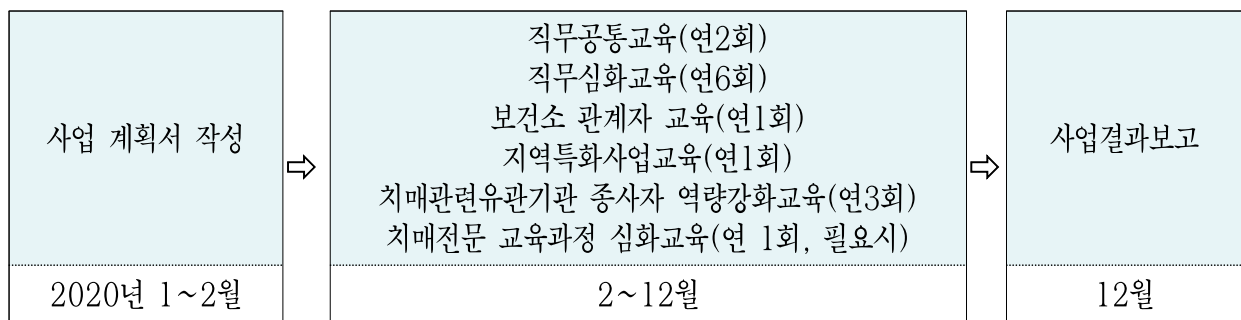 사업 계획서 작성
2020년 1~2월
⇨
직무공통교육(연2회)
직무심화교육(연6회)
보건소 관계자 교육(연1회)
지역특화사업교육(연1회)
치매관련유관기관 종사자 역량강화교육(연3회)
치매전문 교육과정 심화교육(연 1회, 필요시)
2~12월
⇨
사업결과보고
12월